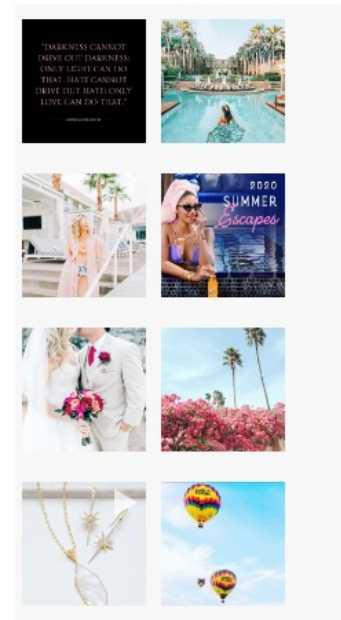 "DARKNESS CANNOT
DRIVE OUT DARKNESS:
ONLY LIGHT CAN DO
THAT. HATE CANNOT
DRIVE OUT HATE: ONLY
LOVE CAN DO THAT."
2020
SUMMER
Escapes